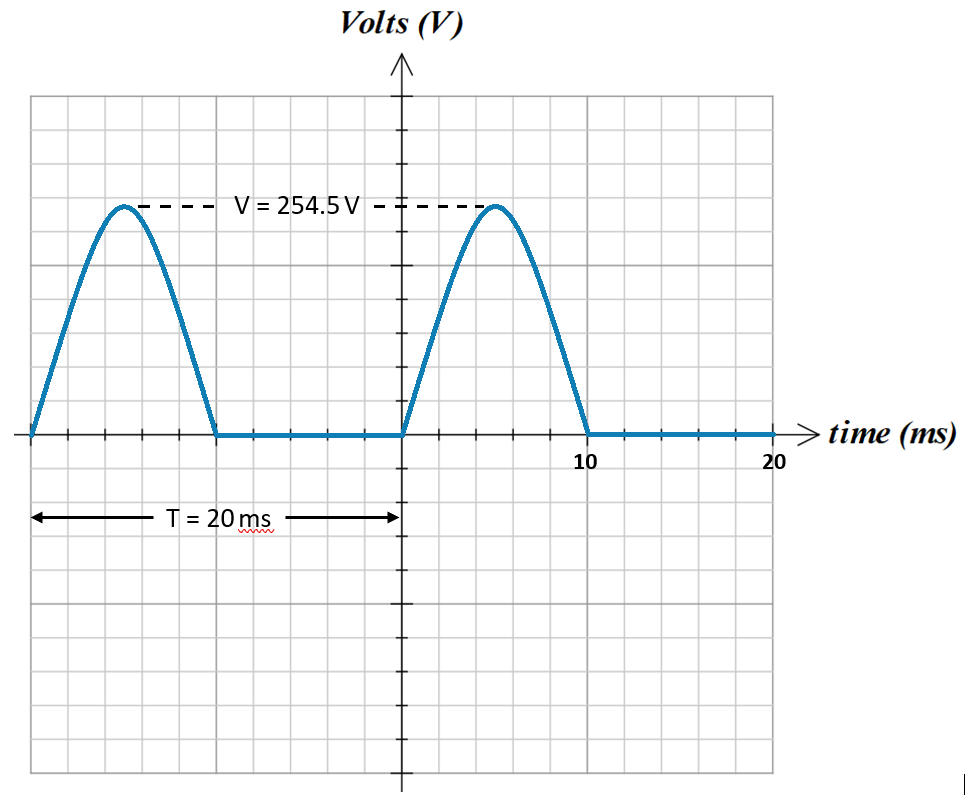 Volts (V)
V = 254.5 V
time (ms)
10
20
T = 20 ms